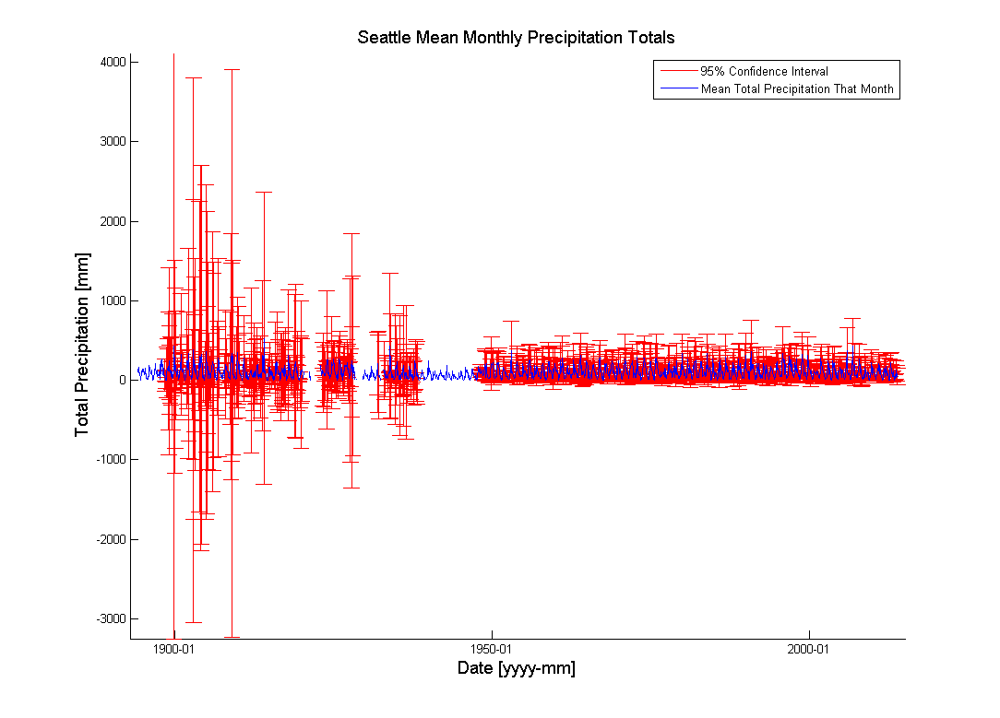 Seattle Mean Monthly Precipitation Totals
95% Confidence Interval
Mean Total Precipitation That Month
Total Precipitation [mm]
4000
3000
2000
1000
0
-1000
-2000
-3000
1900-01
1950-01
2000-01
Date [yyyy-mm]